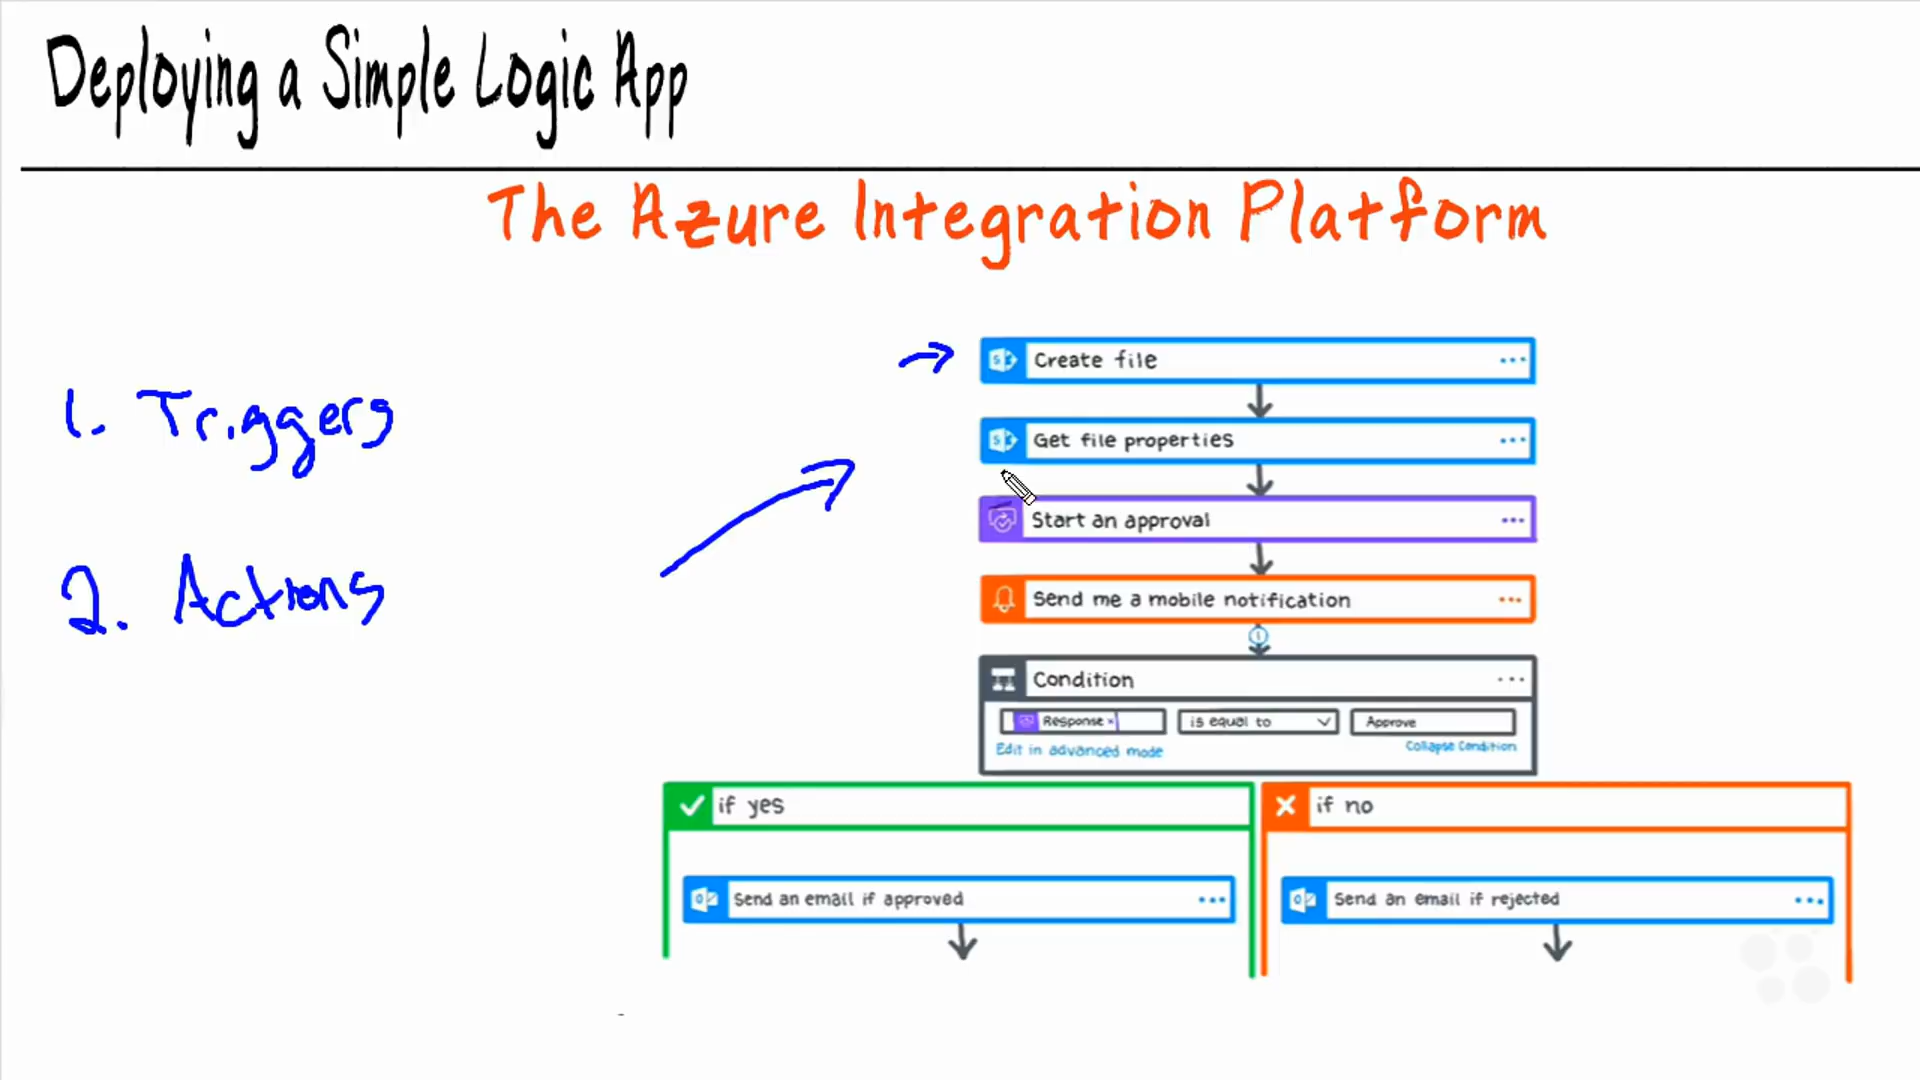 Deploying a Simple Logic App
The Azure Integration Platform
1. Triggers
2. Actions
Create file
Get file properties
Start an approval
Send me a mobile notification
Condition
Response ×
is equal to
Approve
Edit in advanced mode
Collapse Condition
if yes
if no
Send an email if approved
Send an email if rejected